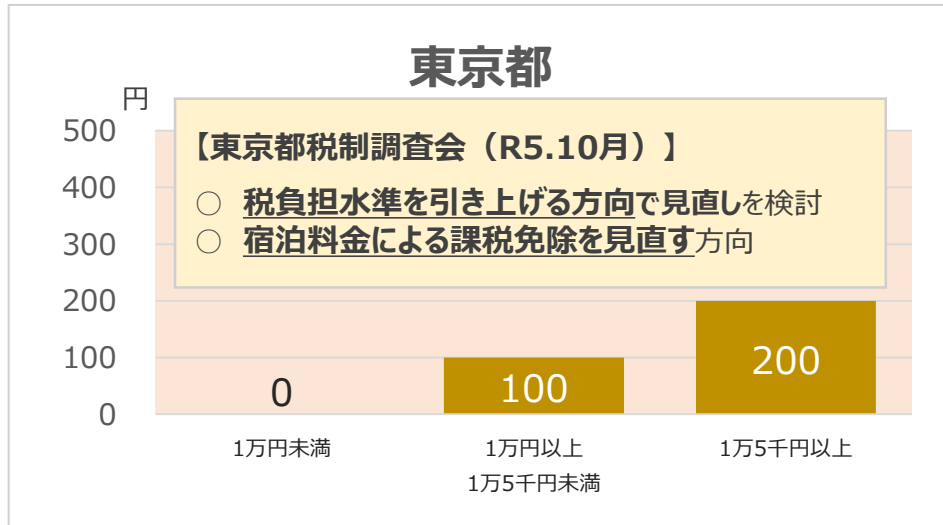 東京都
円
【東京都税制調査会（R5.10月）】
○ 税負担水準を引き上げる方向で見直しを検討
○ 宿泊料金による課税免除を見直す方向
500
400
300
200
100
0
0
100
200
1万円未満
1万円以上
1万5千円未満
1万5千円以上